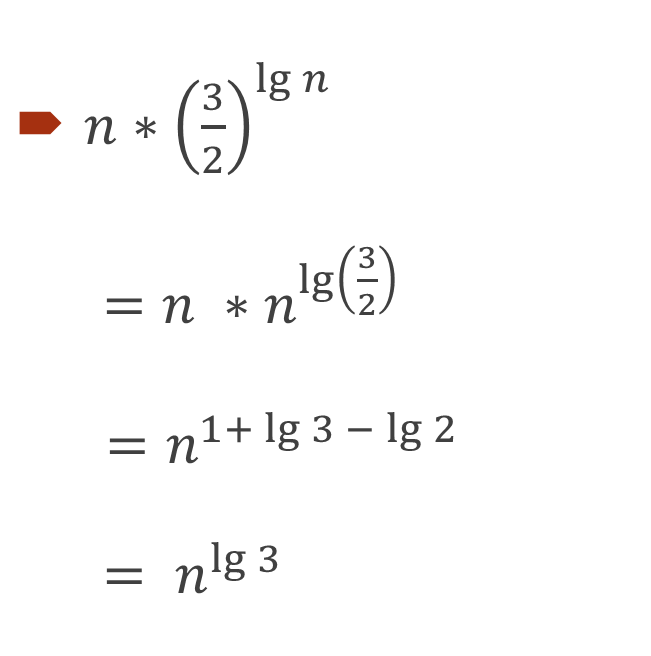 n * (3/2)^{lg n}
= n * n^{lg(3/2)}
= n^{1+ lg 3 − lg 2}
= n^{lg 3}